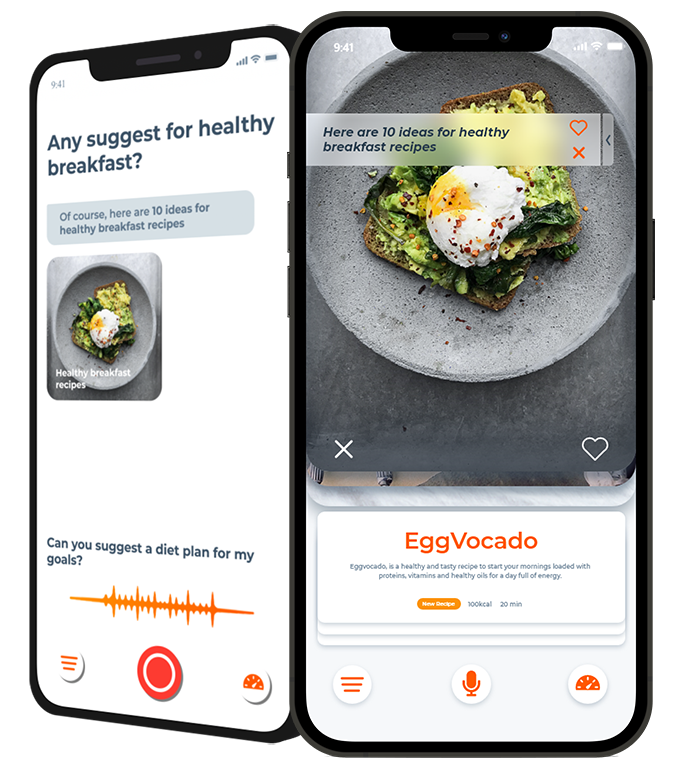 9:41
Any suggest for healthy
breakfast?
Of course, here are 10 ideas for
healthy breakfast recipes
Healthy breakfast
recipes
Can you suggest a diet plan for my
goals?
9:41
Here are 10 ideas for healthy
breakfast recipes
EggVocado
Eggvocado, is a healthy and tasty recipe to start your mornings loaded with
proteins, vitamins and healthy oils for a day full of energy.
New Recipe 100kcal 20 min